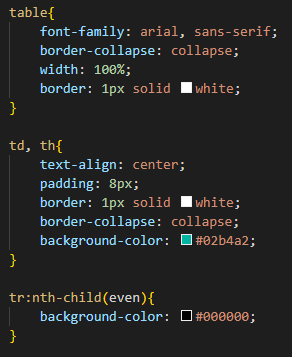 table{
    font-family: arial, sans-serif;
    border-collapse: collapse;
    width: 100%;
    border: 1px solid white;
}

td, th{
    text-align: center;
    padding: 8px;
    border: 1px solid white;
    border-collapse: collapse;
    background-color: #02b4a2;
}

tr:nth-child(even){
    background-color: #000000;
}